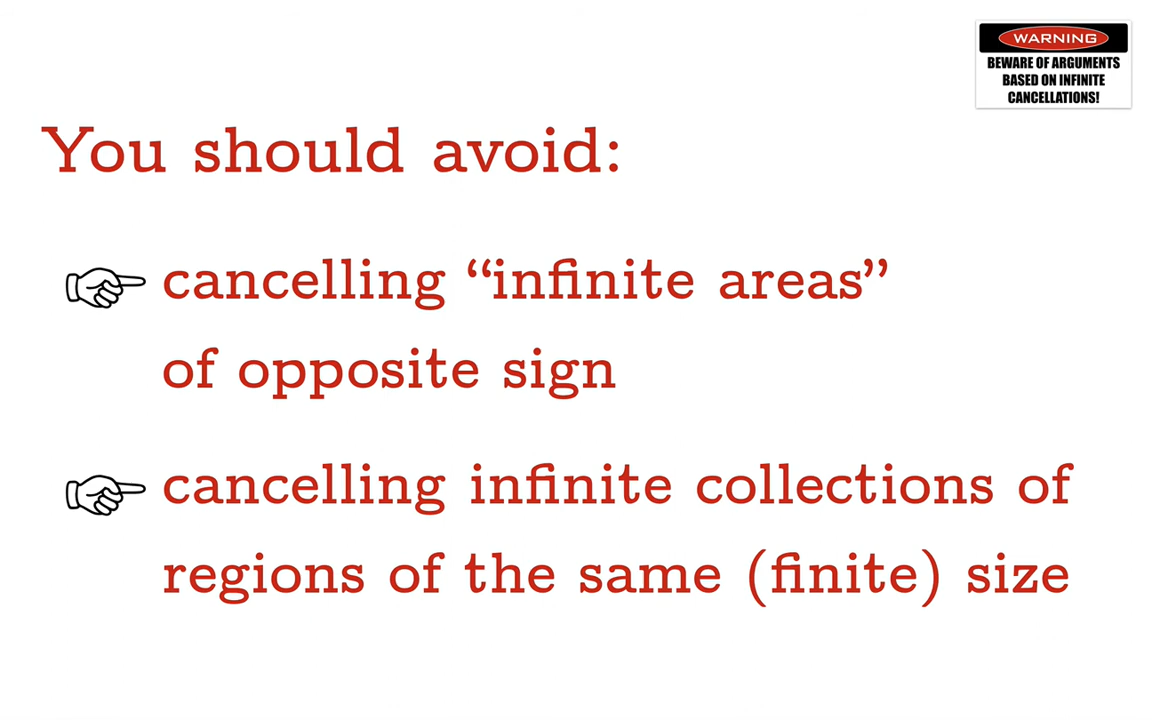 WARNING
BEWARE OF ARGUMENTS
BASED ON INFINITE
CANCELLATIONS!
You should avoid:
cancelling “infinite areas”
of opposite sign
cancelling infinite collections of
regions of the same (finite) size